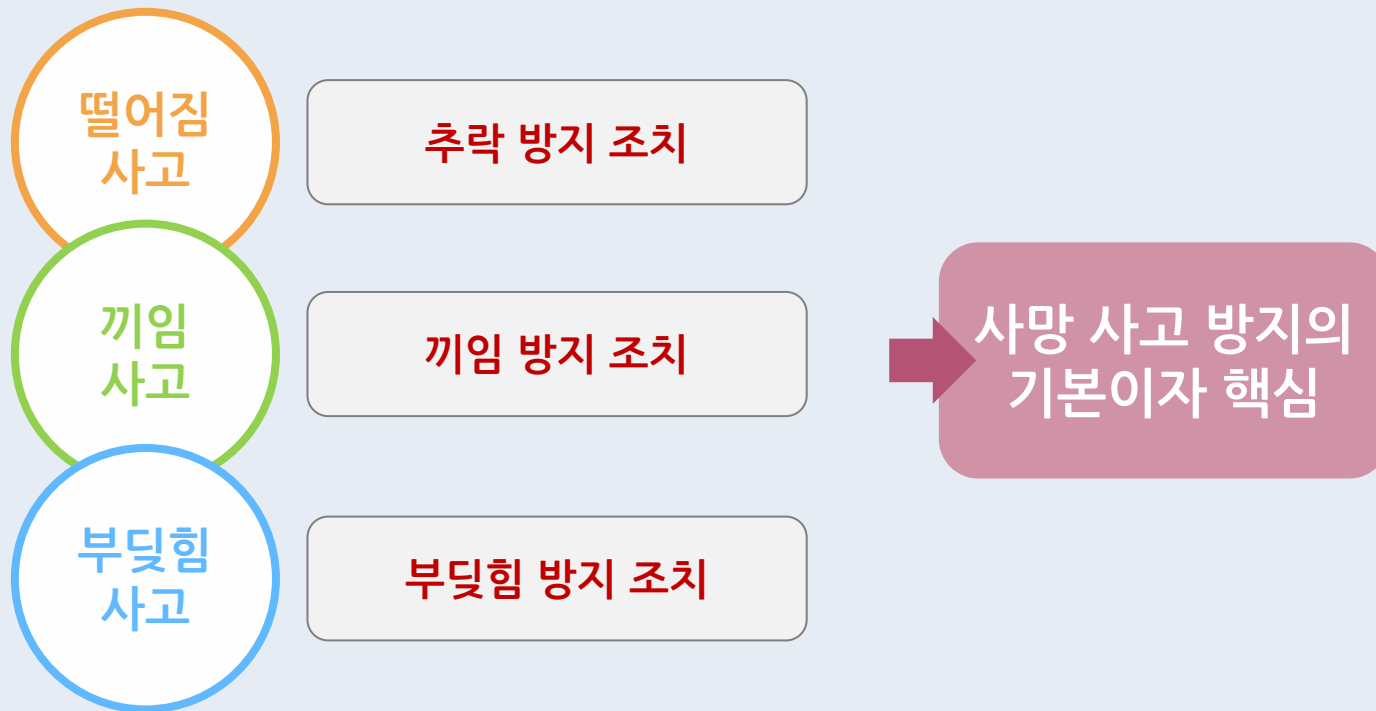 떨어짐
사고
추락 방지 조치
끼임
사고
끼임 방지 조치
부딪힘
사고
부딪힘 방지 조치
사망 사고 방지의
기본이자 핵심